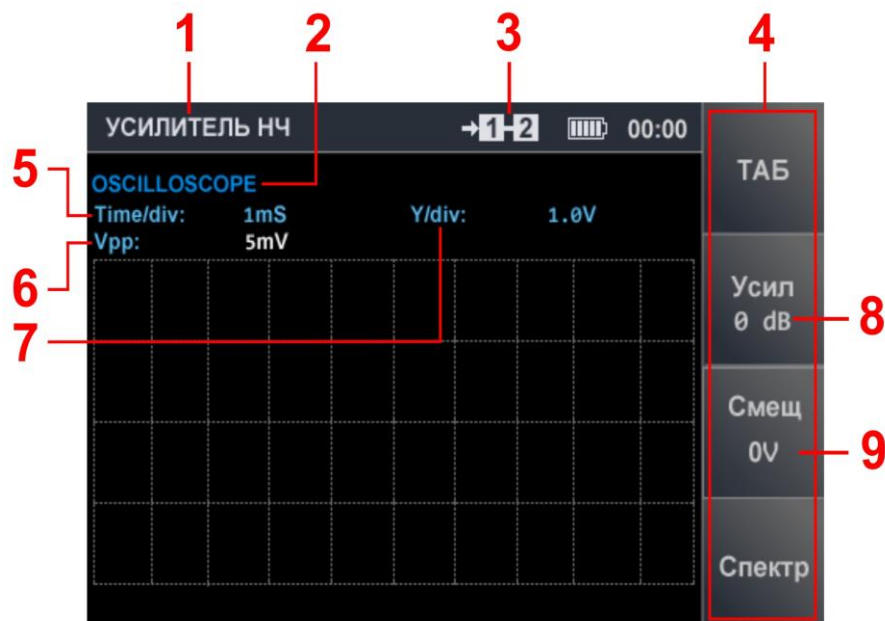 1 2 3 4
УСИЛИТЕЛЬ НЧ →1-2 00:00
ТАБ
OSCILLOSCOPE
5 Time/div: 1mS Y/div: 1.0V
6 Vpp: 5mV
7
Усил
0 dB 8
Смещ
0V 9
Спектр